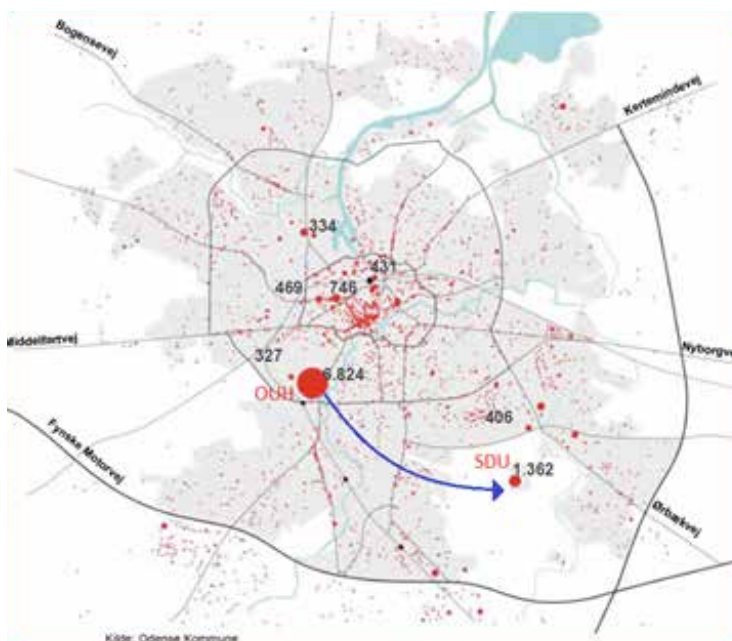 Bogensevej
Kertemindevej
334
431
469
746
Middelfartvej
Nyborgvej
327
6.824
OUH
406
Fynske Motorvej
SDU
1.362
Ørbækvej
Kilde: Odense Kommune